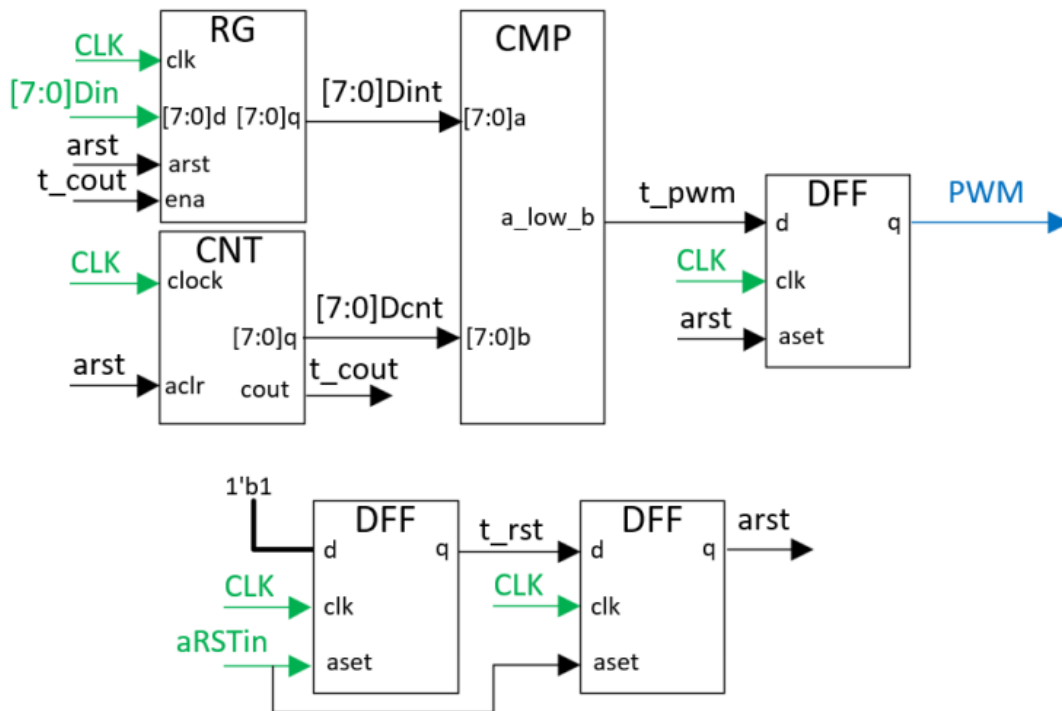 RG
CLK
clk
[7:0]Din
[7:0]d
[7:0]q
[7:0]Dint
arst
arst
t_cout
ena
CNT
CLK
clock
[7:0]q
[7:0]Dcnt
arst
aclr
cout
t_cout
CMP
[7:0]a
a_low_b
[7:0]b
t_pwm
DFF
PWM
d
q
CLK
clk
arst
aset
1'b1
DFF
d
q
t_rst
CLK
clk
aRSTin
aset
DFF
d
q
arst
CLK
clk
aset